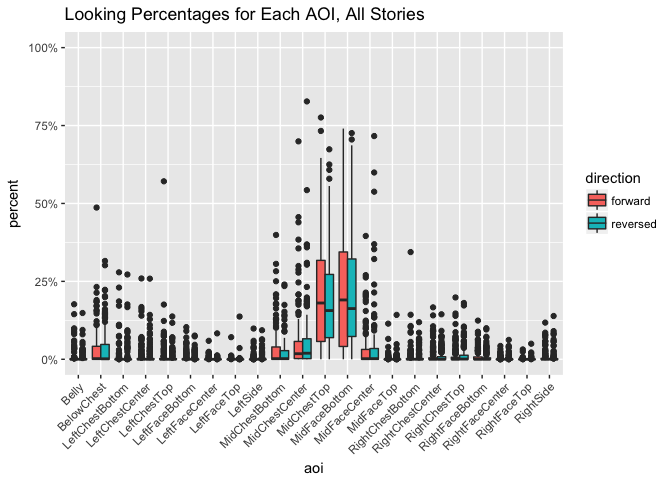 Looking Percentages for Each AOI, All Stories
100%
75%
50%
25%
0%
percent
Belly
BelowChest
LeftChestBottom
LeftChestCenter
LeftChestTop
LeftFaceBottom
LeftFaceCenter
LeftFaceTop
LeftSide
MidChestBottom
MidChestCenter
MidChestTop
MidFaceBottom
MidFaceCenter
MidFaceTop
RightChestBottom
RightChestCenter
RightChestTop
RightFaceBottom
RightFaceCenter
RightFaceTop
RightSide
aoi
direction
forward
reversed